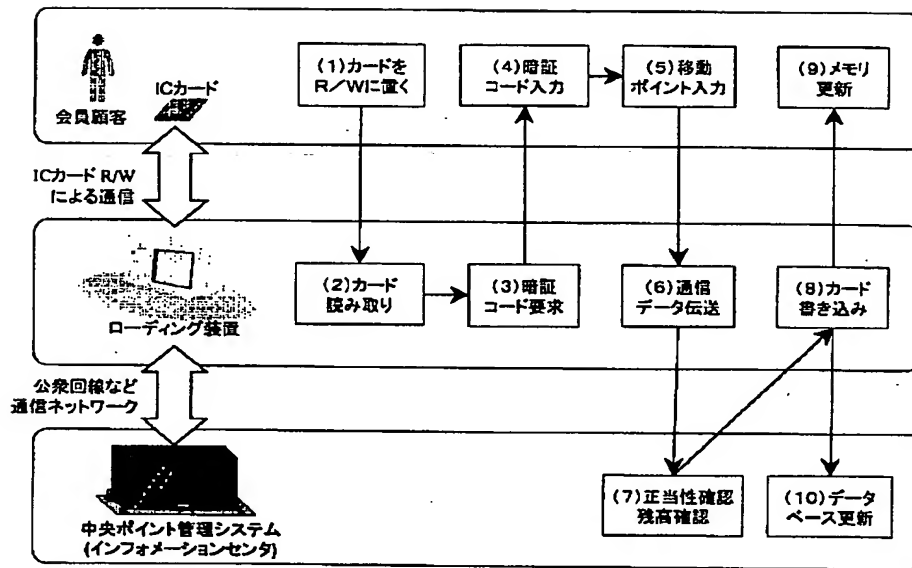 会員顧客
ICカード
(1)カードを
R/Wに置く
(4)暗証
コード入力
(5)移動
ポイント入力
(9)メモリ
更新
ICカード R/W
による通信
ローディング装置
(2)カード
読み取り
(3)暗証
コード要求
(6)通信
データ伝送
(8)カード
書き込み
公衆回線など
通信ネットワーク
中央ポイント管理システム
(インフォメーションセンタ)
(7)正当性確認
残高確認
(10)データ
ベース更新